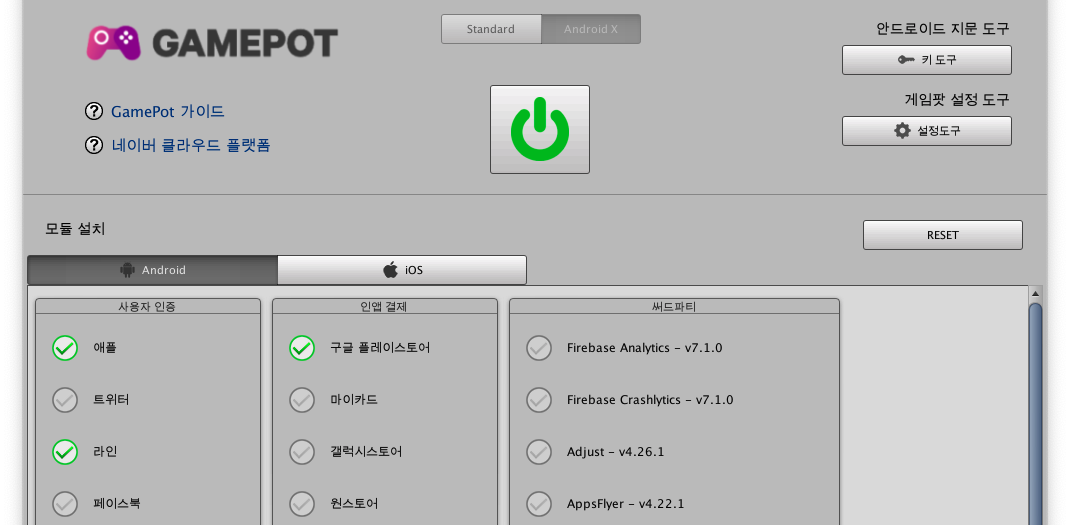 GAMEPOT
Standard
Android X
안드로이드 지문 도구
키 도구
GamePot 가이드
네이버 클라우드 플랫폼
게임팟 설정 도구
설정도구
모듈 설치
RESET
Android
iOS
사용자 인증
인앱 결제
써드파티
애플
구글 플레이스토어
Firebase Analytics - v7.1.0
트위터
마이카드
Firebase Crashlytics - v7.1.0
라인
갤럭시스토어
Adjust - v4.26.1
페이스북
원스토어
AppsFlyer - v4.22.1